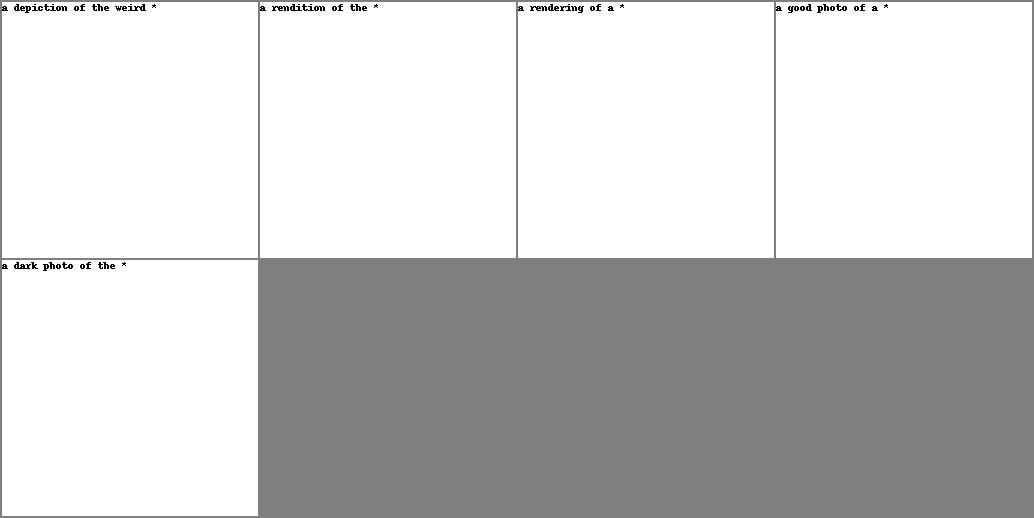 a depiction of the weird *
a rendition of the *
a rendering of a *
a good photo of a *
a dark photo of the *